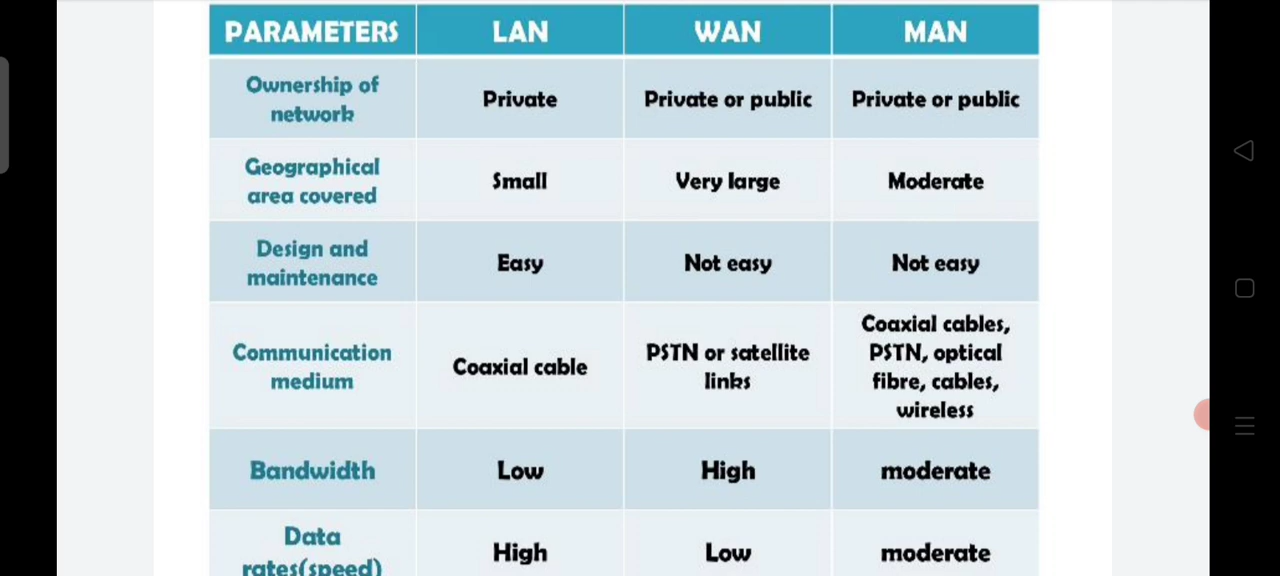 PARAMETERS LAN WAN MAN
Ownership of
network
Private
Private or public
Private or public
Geographical
area covered
Small
Very large
Moderate
Design and
maintenance
Easy
Not easy
Not easy
Communication
medium
Coaxial cable
PSTN or satellite
links
Coaxial cables,
PSTN, optical
fibre, cables,
wireless
Bandwidth
Low
High
moderate
Data
rates(speed)
High
Low
moderate